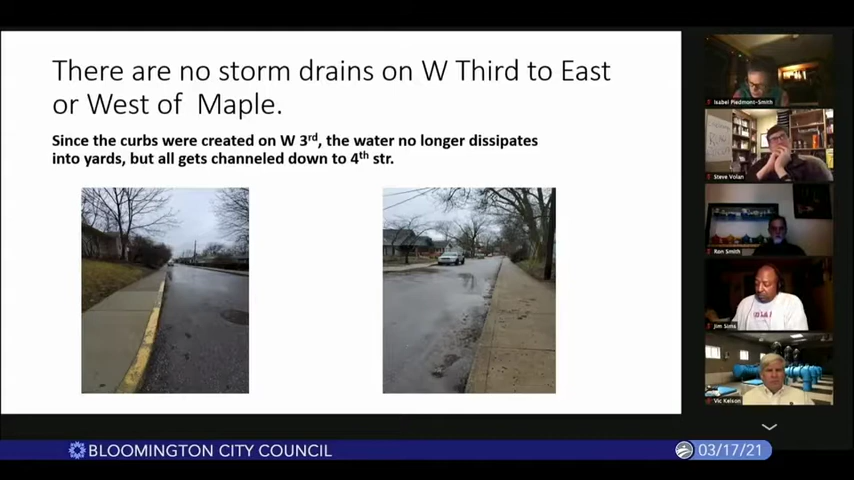 There are no storm drains on W Third to East
or West of Maple.
Since the curbs were created on W 3rd, the water no longer dissipates
into yards, but all gets channeled down to 4th str.
Isabel Piedmont-Smith
Steve Volan
Ron Smith
Jim Sims
Vic Kelson
BLOOMINGTON CITY COUNCIL
03/17/21